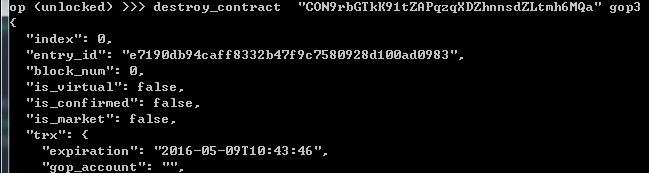 op (unlocked) >>> destroy_contract  "CON9rbGTkK91tZAPqzqXDZhnnsdZLtmh6MQa" gop3
{
  "index": 0,
  "entry_id": "e7190db94caff8332b47f9c7580928d100ad0983",
  "block_num": 0,
  "is_virtual": false,
  "is_confirmed": false,
  "is_market": false,
  "trx": {
    "expiration": "2016-05-09T10:43:46",
    "gop_account": "",